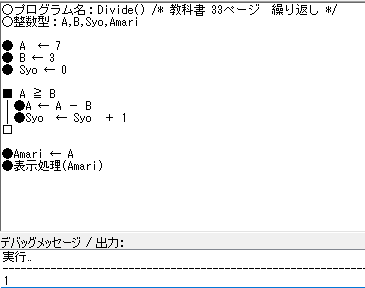 ○プログラム名：Divide() /* 教科書 33ページ　繰り返し */
○整数型：A,B,Syo,Amari
● A ← 7
● B ← 3
● Syo ← 0
■ A ≧ B
│ ●A ← A － B
│ ●Syo ← Syo ＋ 1
□
●Amari ← A
●表示処理(Amari)
デバッグメッセージ / 出力:
実行..
--------------------------------------------------
1